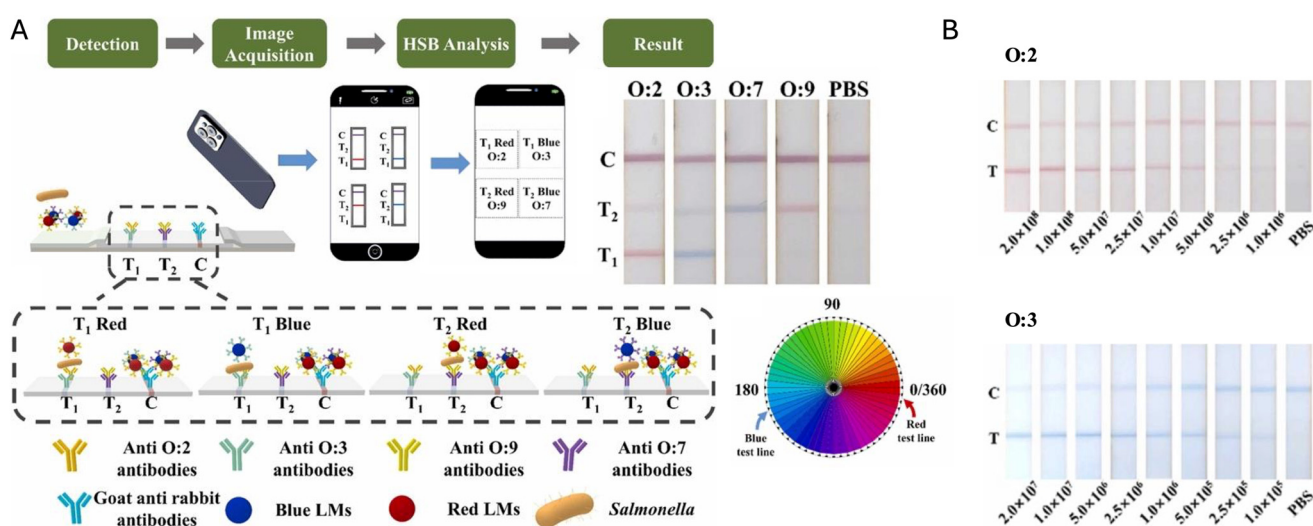 A
Detection
Image
Acquisition
HSB Analysis
Result
C
T2
T1
C
T2
T1
C
T2
T1
C
T2
T1
T1 Red
O:2
T1 Blue
O:3
T2 Red
O:9
T2 Blue
O:7
O:2 O:3 O:7 O:9 PBS
C
T2
T1
T1 T2 C
T1 Red T1 Blue T2 Red T2 Blue
T1 T2 C T1 T2 C T1 T2 C T1 T2 C
90
180
0/360
Blue
test line
Red
test line
Anti O:2
antibodies
Anti O:3
antibodies
Anti O:9
antibodies
Anti O:7
antibodies
Goat anti rabbit
antibodies
Blue LMs
Red LMs
Salmonella
B
O:2
C
T
2.0×10⁸ 1.0×10⁸ 5.0×10⁷ 2.5×10⁷ 1.0×10⁷ 5.0×10⁶ 2.5×10⁶ 1.0×10⁶ PBS
O:3
C
T
2.0×10⁷ 1.0×10⁷ 5.0×10⁶ 2.5×10⁶ 1.0×10⁶ 5.0×10⁵ 2.5×10⁵ 1.0×10⁵ PBS